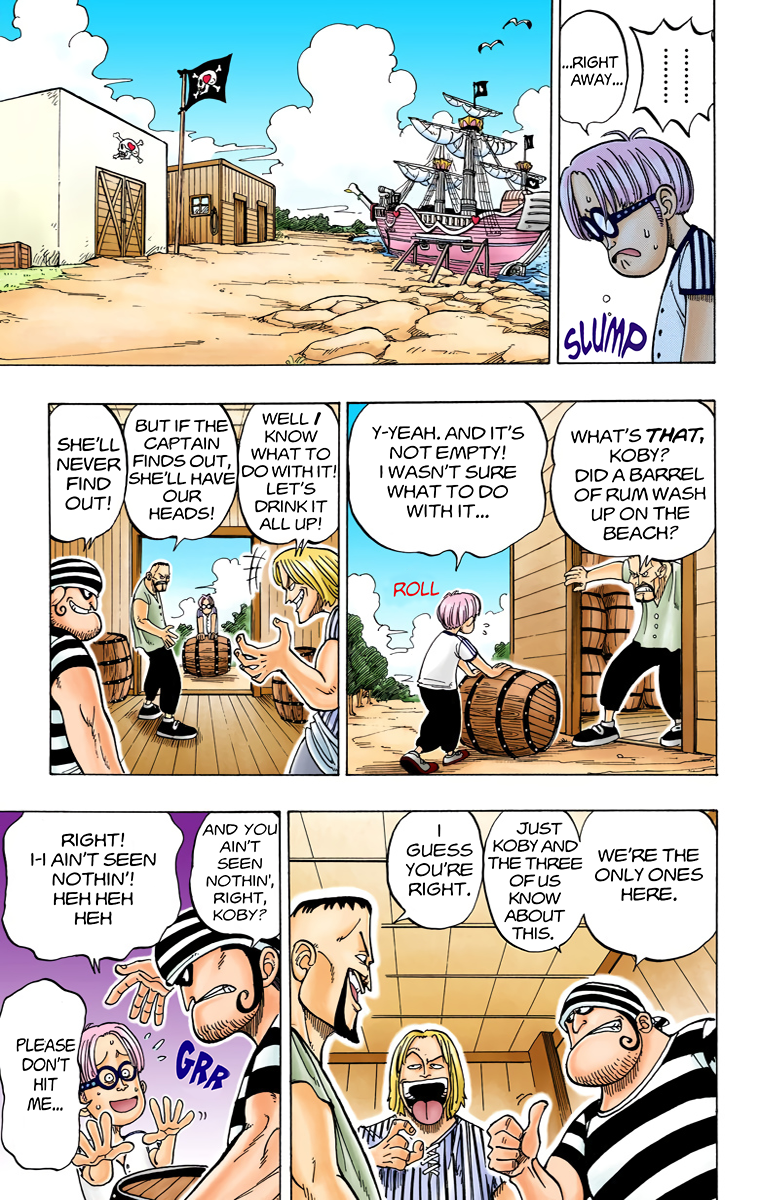 ............
...RIGHT
AWAY...
SLUMP
WHAT'S THAT,
KOBY?
DID A BARREL
OF RUM WASH
UP ON THE
BEACH?
Y-YEAH. AND IT'S
NOT EMPTY!
I WASN'T SURE
WHAT TO DO
WITH IT...
ROLL
WELL I
KNOW
WHAT TO
DO WITH IT!
LET'S
DRINK IT
ALL UP!
BUT IF THE
CAPTAIN
FINDS OUT,
SHE'LL HAVE
OUR
HEADS!
SHE'LL
NEVER
FIND
OUT!
WE'RE THE
ONLY ONES
HERE.
JUST
KOBY AND
THE THREE
OF US
KNOW
ABOUT
THIS.
I
GUESS
YOU'RE
RIGHT.
AND YOU
AIN'T
SEEN
NOTHIN',
RIGHT,
KOBY?
RIGHT!
I-I AIN'T SEEN
NOTHIN'!
HEH HEH
HEH
GRR
PLEASE
DON'T
HIT
ME...